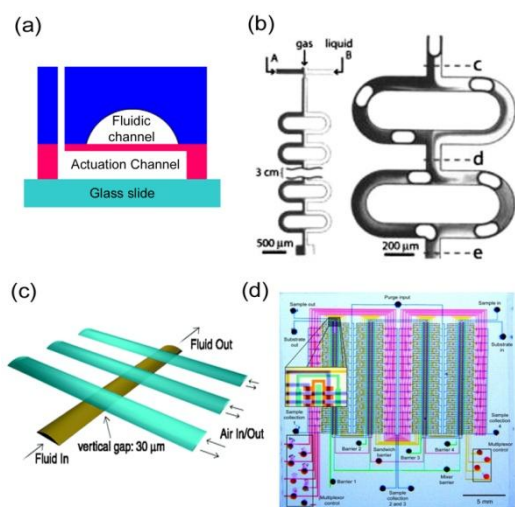 (a)
Fluidic
channel
Actuation Channel
Glass slide
(b)
gas
liquid
A
B
3 cm
500 μm
200 μm
c
d
e
(c)
Fluid Out
vertical gap: 30 μm
Air In/Out
Fluid In
(d)
Purge input
Sample out
Sample in
Substrate out
Substrate in
Sample collection 1
Sample collection 4
Barrier 2
Sandwich barrier
Barrier 3
Barrier 4
Barrier 1
Mixer barrier
Multiplexor control
Multiplexor control
Sample collection 2 and 3
5 mm